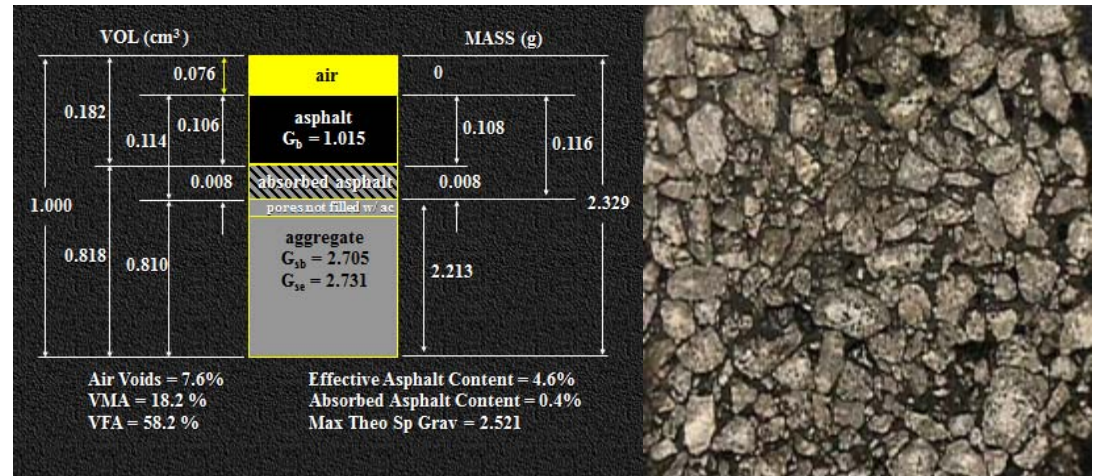 VOL (cm³)
MASS (g)
0.076
air
0
0.182
0.114
0.106
asphalt
G_b = 1.015
0.108
0.116
0.008
absorbed asphalt
0.008
1.000
pores not filled w/ ac
2.329
0.818
0.810
aggregate
G_sb = 2.705
G_se = 2.731
2.213
Air Voids = 7.6%
Effective Asphalt Content = 4.6%
VMA = 18.2 %
Absorbed Asphalt Content = 0.4%
VFA = 58.2 %
Max Theo Sp Grav = 2.521